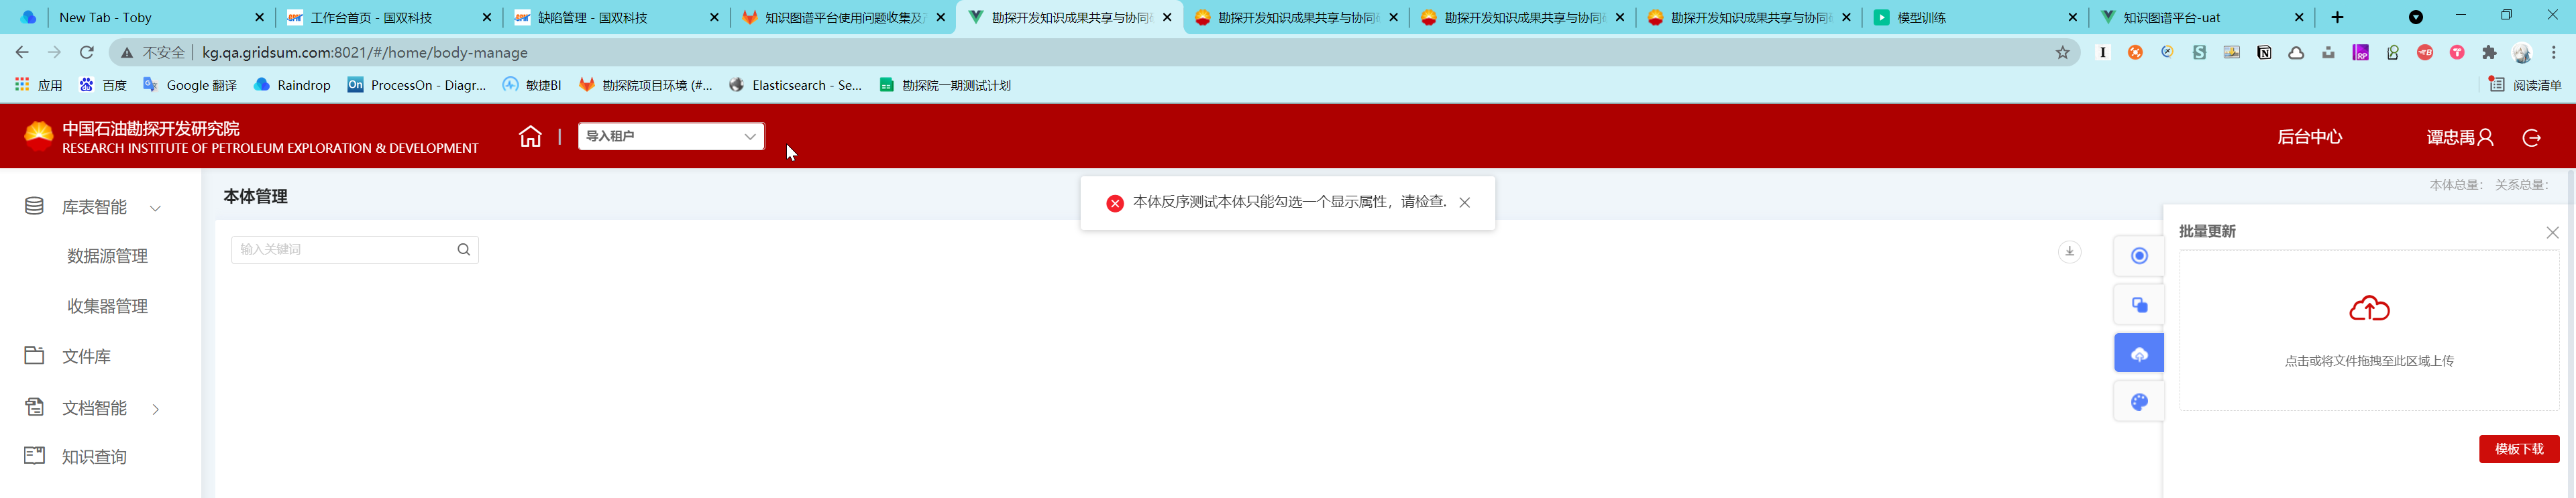 New Tab - Toby
工作台首页 - 国双科技
缺陷管理 - 国双科技
知识图谱平台使用问题收集及
勘探开发知识成果共享与协同
勘探开发知识成果共享与协同
勘探开发知识成果共享与协同
勘探开发知识成果共享与协同
模型训练
知识图谱平台-uat
不安全 | kg.qa.gridsum.com:8021/#/home/body-manage
应用
百度
Google 翻译
Raindrop
ProcessOn - Diagr...
敏捷BI
勘探院项目环境 (#...
Elasticsearch - Se...
勘探院一期测试计划
阅读清单
中国石油勘探开发研究院
RESEARCH INSTITUTE OF PETROLEUM EXPLORATION & DEVELOPMENT
导入租户
后台中心
谭忠禹
库表智能
数据源管理
收集器管理
文件库
文档智能
知识查询
本体管理
本体反序测试本体只能勾选一个显示属性，请检查.
本体总量： 关系总量：
输入关键词
批量更新
点击或将文件拖拽至此区域上传
模板下载